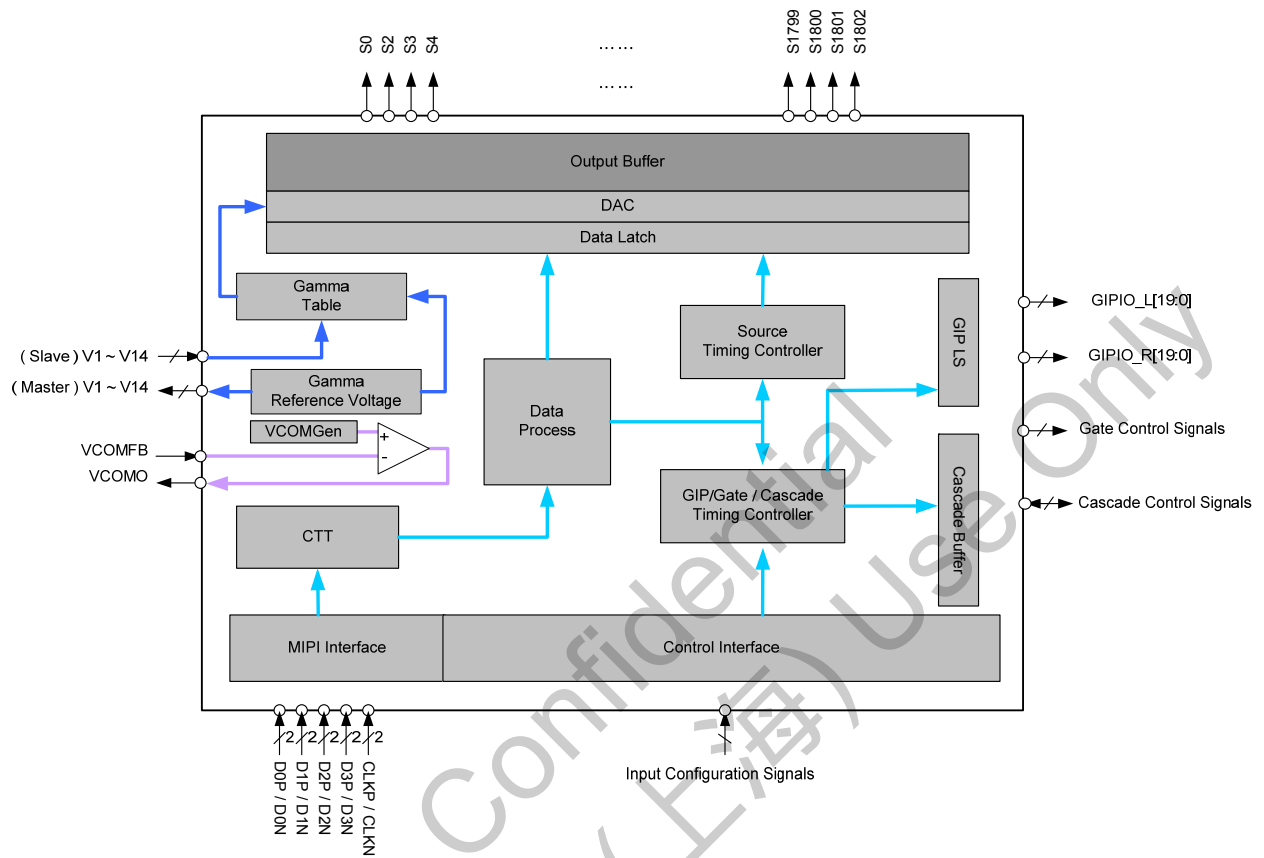 S0
S2
S3
S4
... ...
... ...
S1799
S1800
S1801
S1802
Output Buffer
DAC
Data Latch
Gamma
Table
Source
Timing Controller
GIP LS
GIPIO_L[19:0]
GIPIO_R[19:0]
( Slave ) V1 ~ V14
( Master ) V1 ~ V14
Gamma
Reference Voltage
VCOMGen
+
-
VCOMFB
VCOMO
Data
Process
Gate Control Signals
GIP/Gate / Cascade
Timing Controller
Cascade Buffer
Cascade Control Signals
CTT
MIPI Interface
Control Interface
2
2
2
2
2
D0P / D0N
D1P / D1N
D2P / D2N
D3P / D3N
CLKP / CLKN
Input Configuration Signals
Confidential
(上海) Use Only